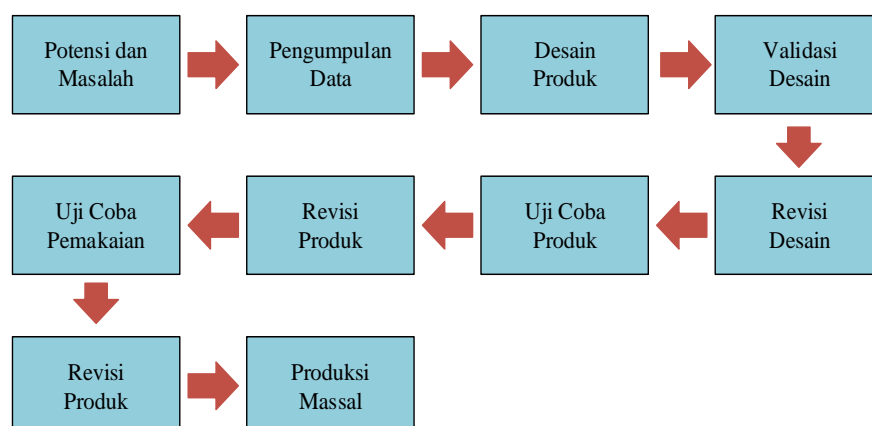 Potensi dan
Masalah
Pengumpulan
Data
Desain
Produk
Validasi
Desain
Revisi
Desain
Uji Coba
Produk
Revisi
Produk
Uji Coba
Pemakaian
Revisi
Produk
Produksi
Massal